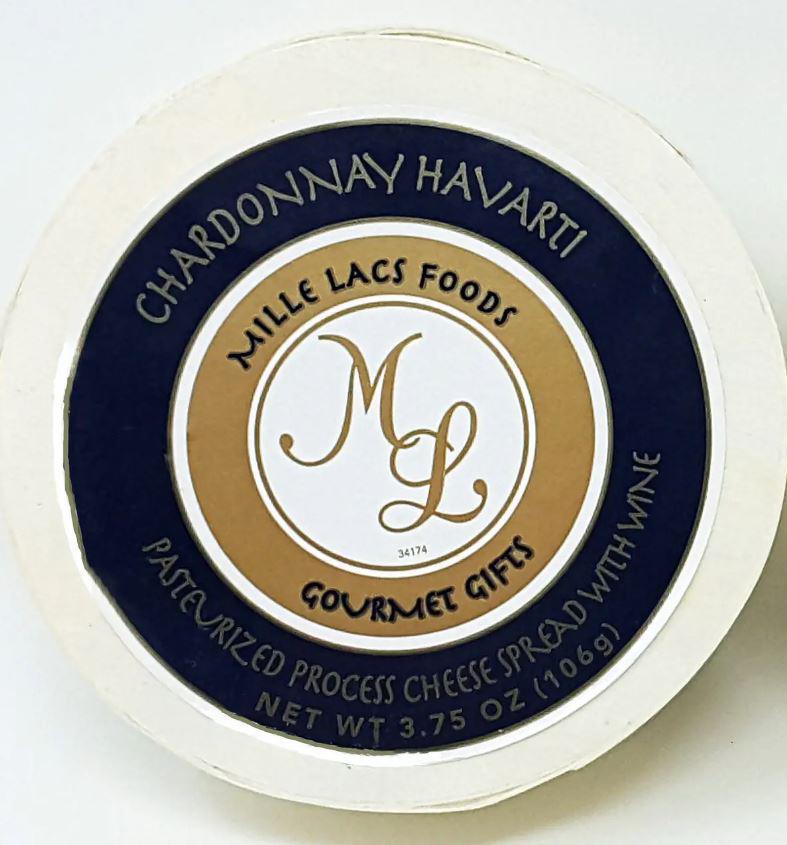 CHARDONNAY HAVARTI
MILLE LACS FOODS
ML
34174
GOURMET GIFTS
PASTEURIZED PROCESS CHEESE SPREAD WITH WINE
NET WT 3.75 OZ (106g)